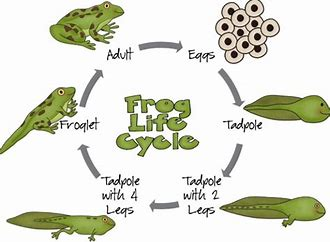 Adult
Eggs
Frog
Life
Cycle
Froglet
Tadpole
Tadpole
with 4
Legs
Tadpole
with 2
Legs